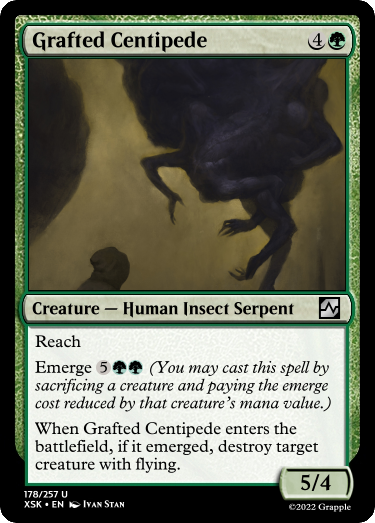 Grafted Centipede 4
Creature — Human Insect Serpent
Reach
Emerge 5 (You may cast this spell by
sacrificing a creature and paying the emerge
cost reduced by that creature's mana value.)
When Grafted Centipede enters the
battlefield, if it emerged, destroy target
creature with flying.
5/4
178/257 U
XSK • EN Ivan Stan
©2022 Grapple